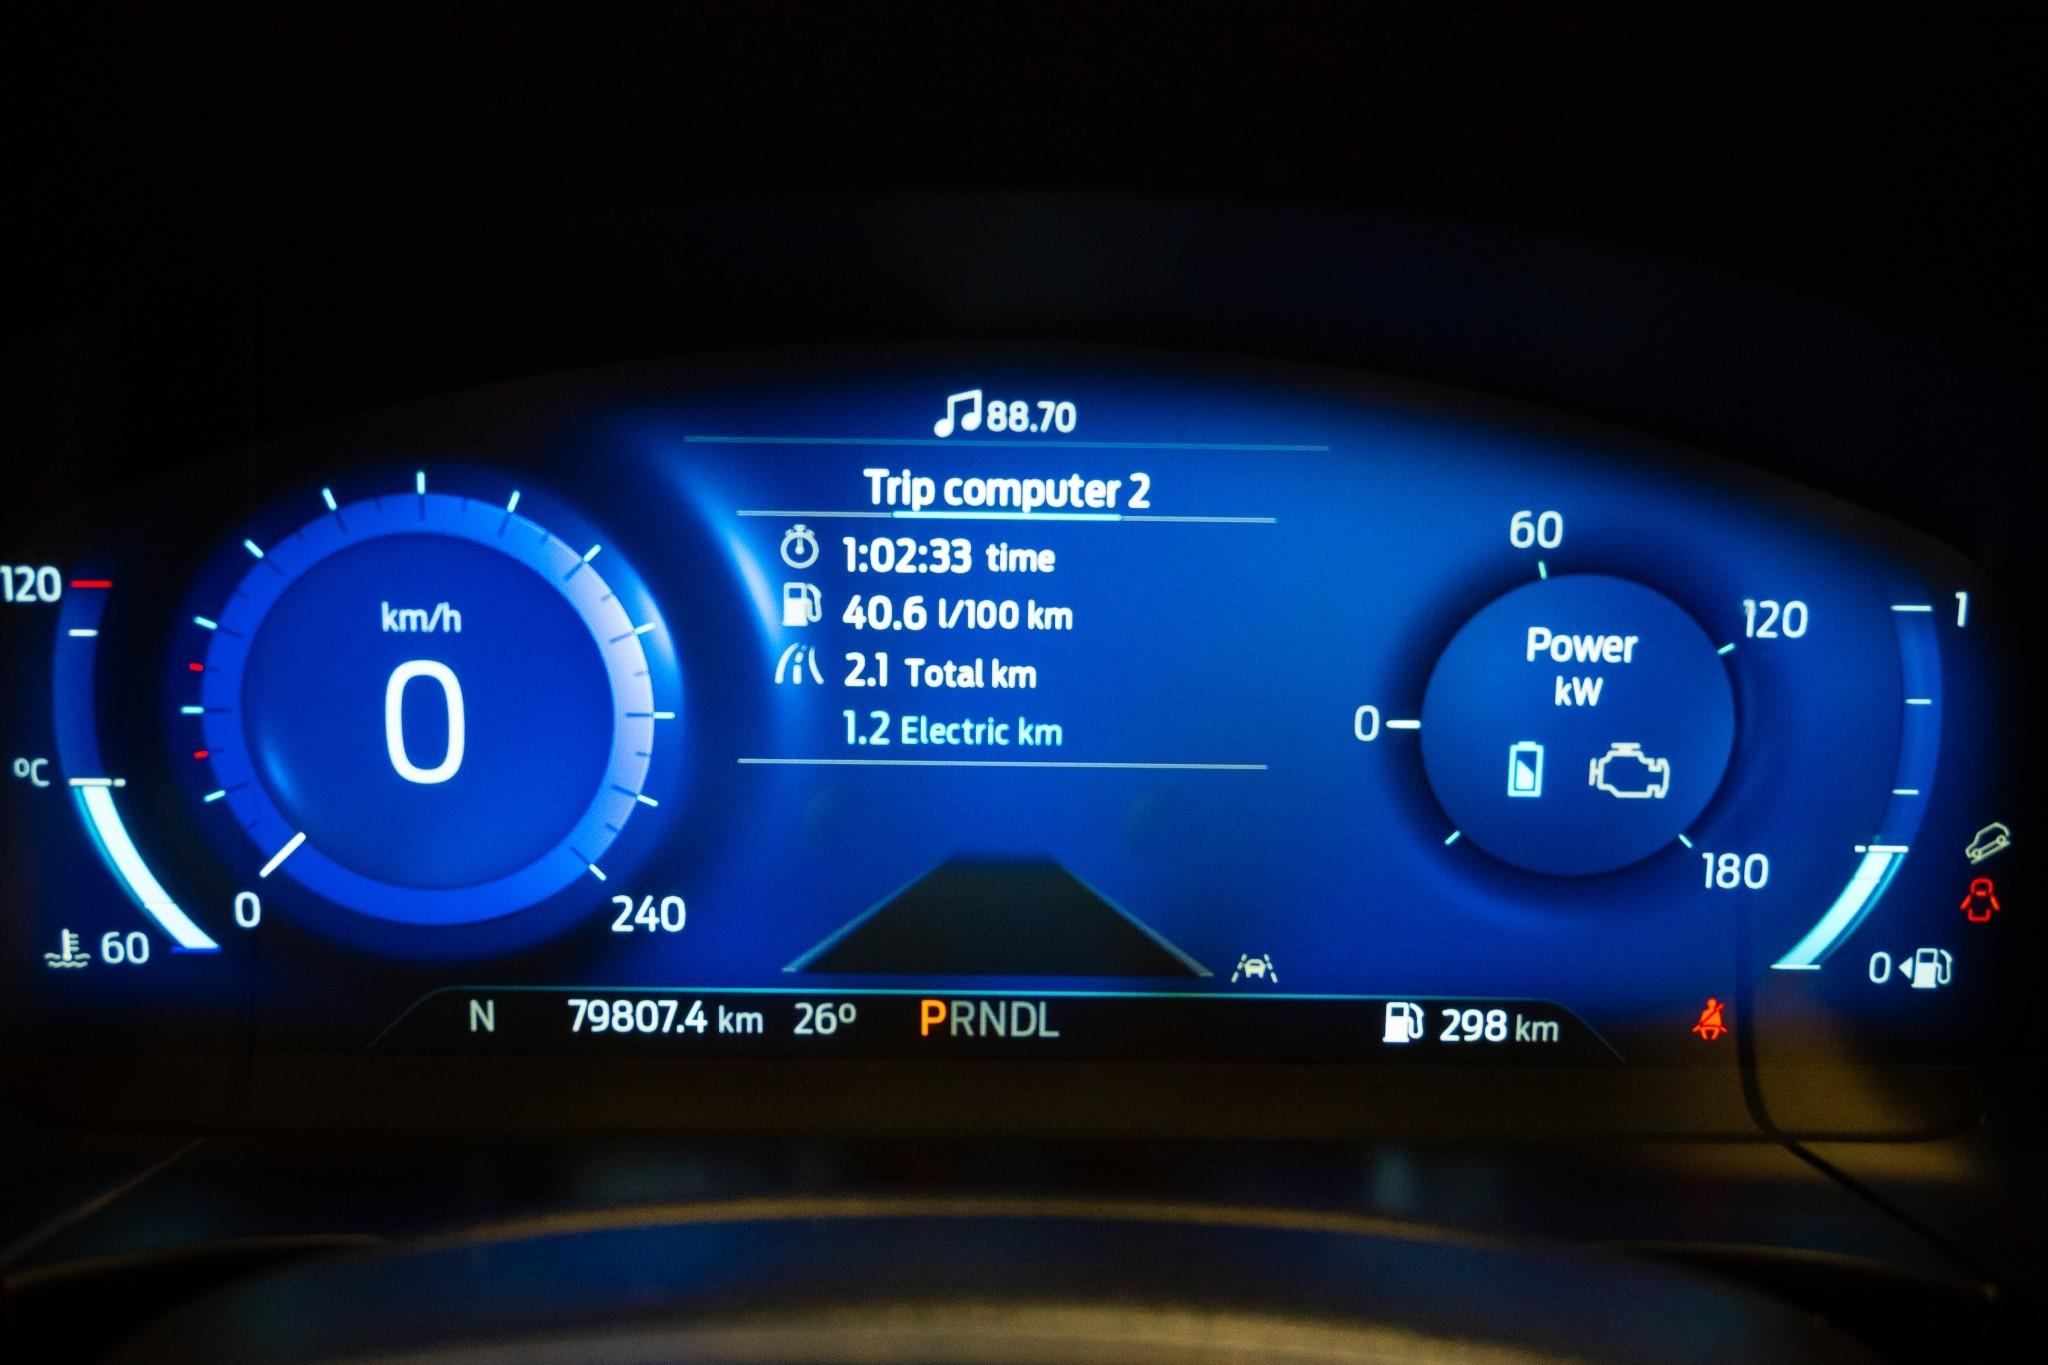 88.70
Trip computer 2
1:02:33 time
40.6 l/100 km
2.1 Total km
1.2 Electric km
120
ºC
60
km/h
0
0
240
60
120
Power
kW
0
180
1
0
N 79807.4 km 26º PRNDL 298 km